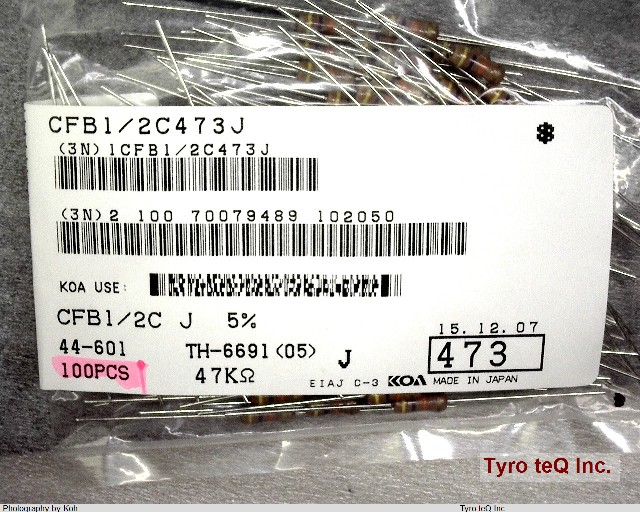 CFB1/2C473J
(3N)1CFB1/2C473J
(3N)2 100 70079489 102050
KOA USE:
CFB1/2C J 5%
15.12.07
44-601 TH-6691(05) J 473
100PCS 47KΩ EIAJ C-3 KOA MADE IN JAPAN
Tyro teQ Inc.
Photography by Koh Tyro teQ Inc